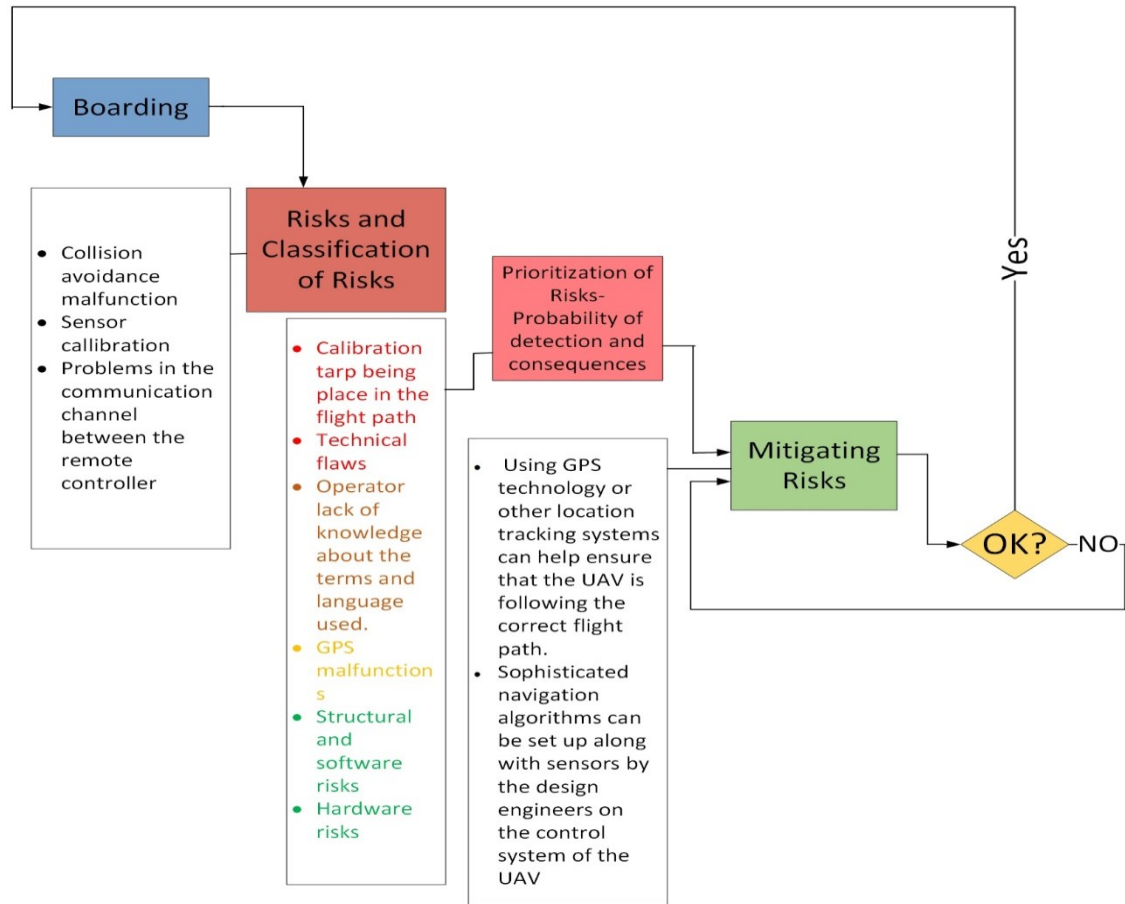 Boarding
Risks and
Classification
of Risks
● Collision
avoidance
malfunction
● Sensor
callibration
● Problems in the
communication
channel
between the
remote
controller
● Calibration
tarp being
place in the
flight path
● Technical
flaws
● Operator
lack of
knowledge
about the
terms and
language
used.
● GPS
malfunction
s
● Structural
and
software
risks
● Hardware
risks
Prioritization of
Risks-
Probability of
detection and
consequences
● Using GPS
technology or
other location
tracking systems
can help ensure
that the UAV is
following the
correct flight
path.
● Sophisticated
navigation
algorithms can
be set up along
with sensors by
the design
engineers on
the control
system of the
UAV
Mitigating
Risks
OK?
NO
Yes